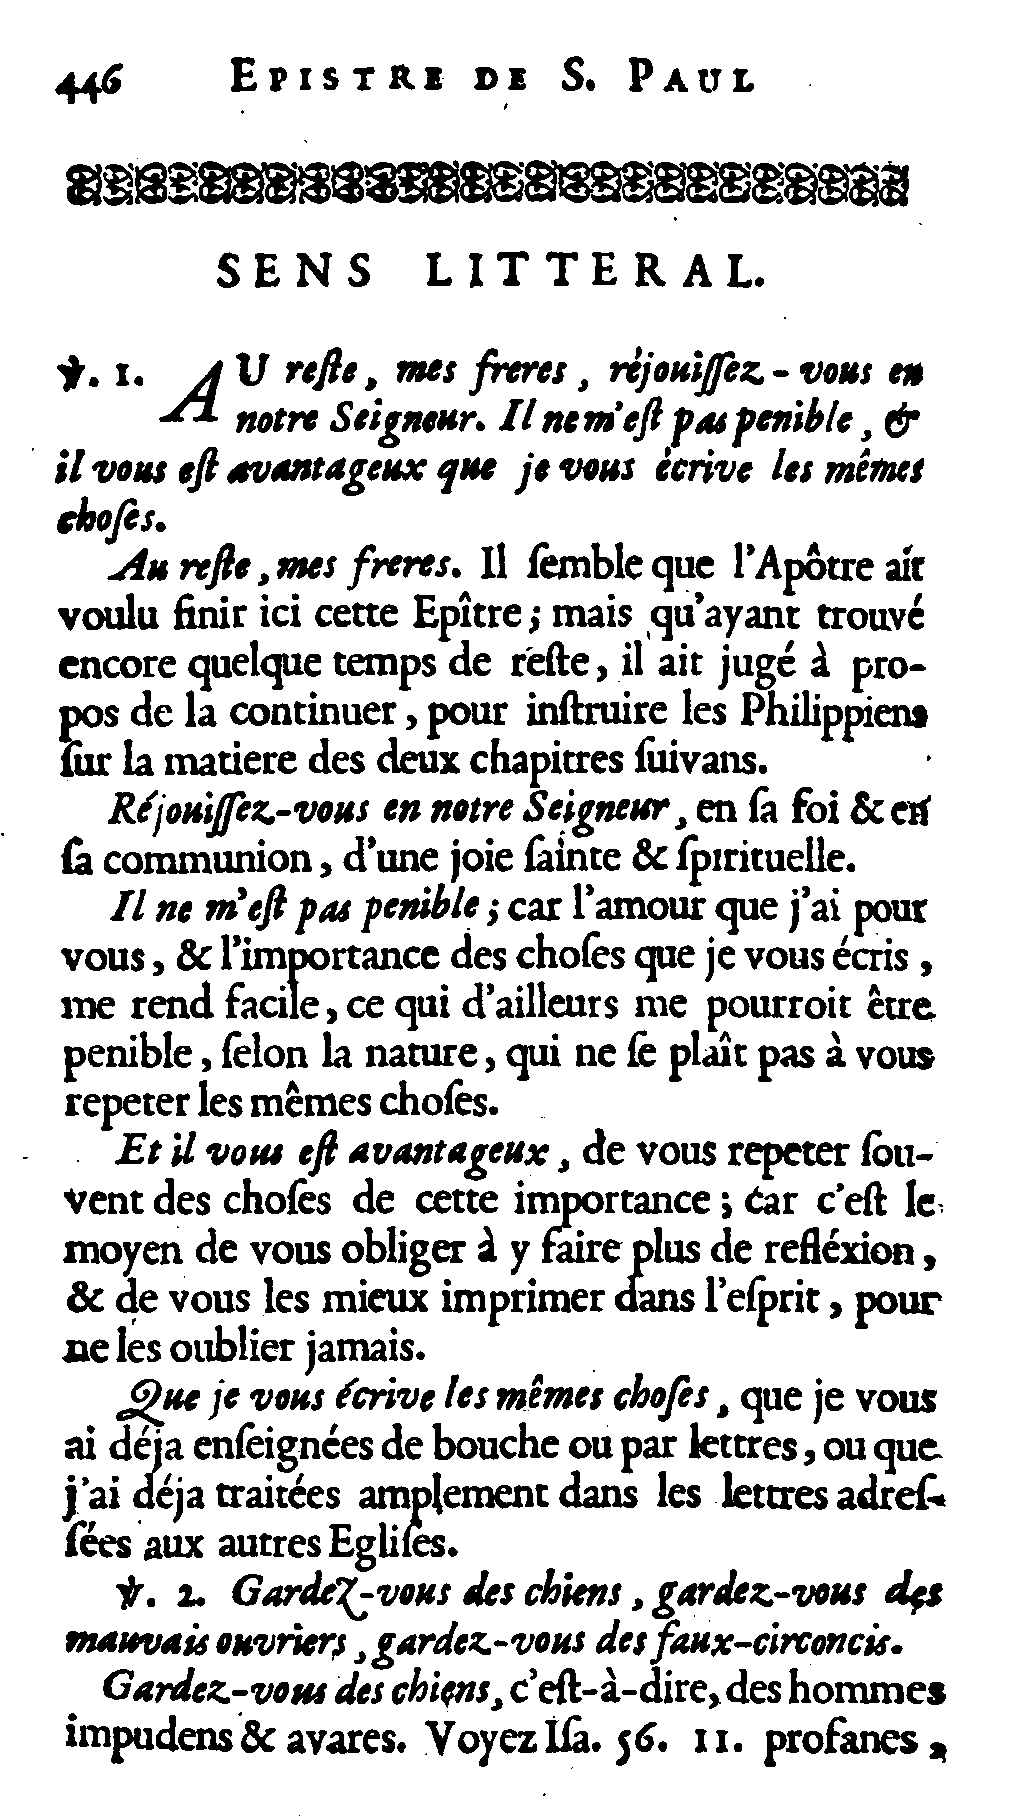 446 EPISTRE DE S. PAUL
SENS LITTERAL.
℣. 1. AU reſte, mes freres, réjouiſſez-vous en
notre Seigneur. Il ne m'eſt pas penible, &
il vous eſt avantageux que je vous écrive les mêmes
choſes.
Au reſte, mes freres. Il ſemble que l'Apôtre ait
voulu finir ici cette Epître; mais qu'ayant trouvé
encore quelque temps de reſte, il ait jugé à pro-
pos de la continuer, pour inſtruire les Philippiens
ſur la matiere des deux chapitres ſuivans.
Réjouiſſez-vous en notre Seigneur, en ſa foi & en
ſa communion, d'une joie ſainte & ſpirituelle.
Il ne m'eſt pas penible; car l'amour que j'ai pour
vous, & l'importance des choſes que je vous écris,
me rend facile, ce qui d'ailleurs me pourroit être
penible, ſelon la nature, qui ne ſe plaît pas à vous
repeter les mêmes choſes.
Et il vous eſt avantageux, de vous repeter ſou-
vent des choſes de cette importance; car c'eſt le
moyen de vous obliger à y faire plus de refléxion,
& de vous les mieux imprimer dans l'eſprit, pour
ne les oublier jamais.
Que je vous écrive les mêmes choſes, que je vous
ai déja enſeignées de bouche ou par lettres, ou que
j'ai déja traitées amplement dans les lettres adreſ-
ſées aux autres Egliſes.
℣. 2. Gardez-vous des chiens, gardez-vous des
mauvais ouvriers, gardez-vous des faux-circoncis.
Gardez-vous des chiens, c'eſt-à-dire, des hommes
impudens & avares. Voyez Iſa. 56. 11. profanes,